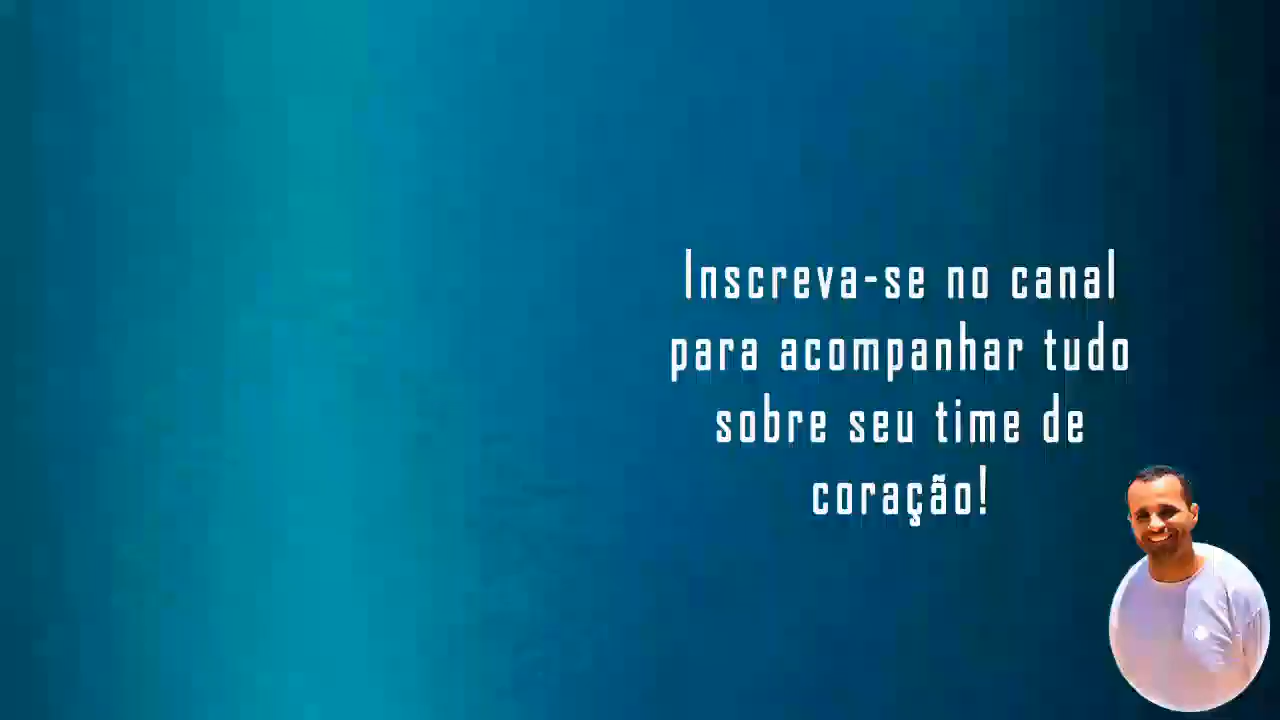 Inscreva-se no canal
para acompanhar tudo
sobre seu time de
coração!